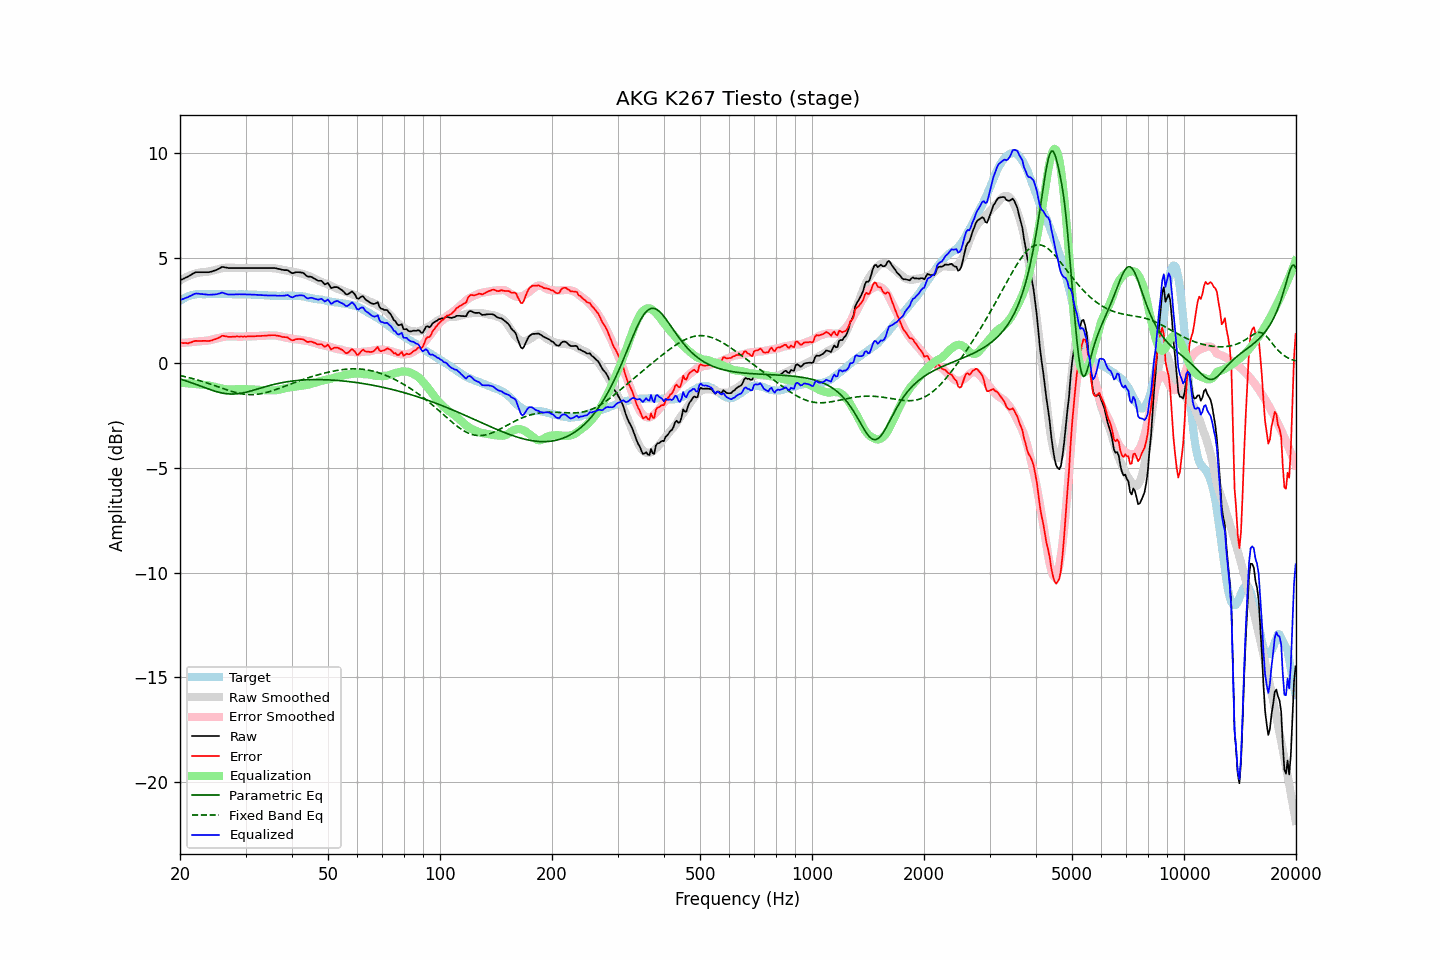 AKG K267 Tiesto (stage)
Amplitude (dBr)
10
5
0
−5
−10
−15
−20
Target
Raw Smoothed
Error Smoothed
Raw
Error
Equalization
Parametric Eq
Fixed Band Eq
Equalized
20
50
100
200
500
1000
2000
5000
10000
20000
Frequency (Hz)